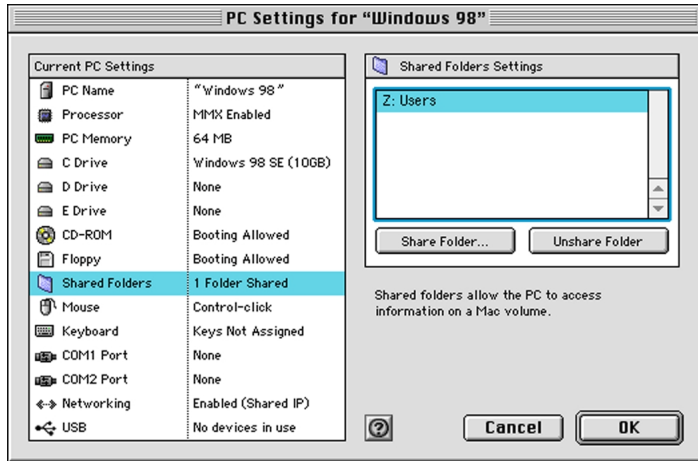 PC Settings for “Windows 98”
Current PC Settings
PC Name “Windows 98”
Processor MMX Enabled
PC Memory 64 MB
C Drive Windows 98 SE (10GB)
D Drive None
E Drive None
CD-ROM Booting Allowed
Floppy Booting Allowed
Shared Folders 1 Folder Shared
Mouse Control-click
Keyboard Keys Not Assigned
COM1 Port None
COM2 Port None
Networking Enabled (Shared IP)
USB No devices in use
Shared Folders Settings
Z: Users
Share Folder... Unshare Folder
Shared folders allow the PC to access
information on a Mac volume.
? Cancel OK